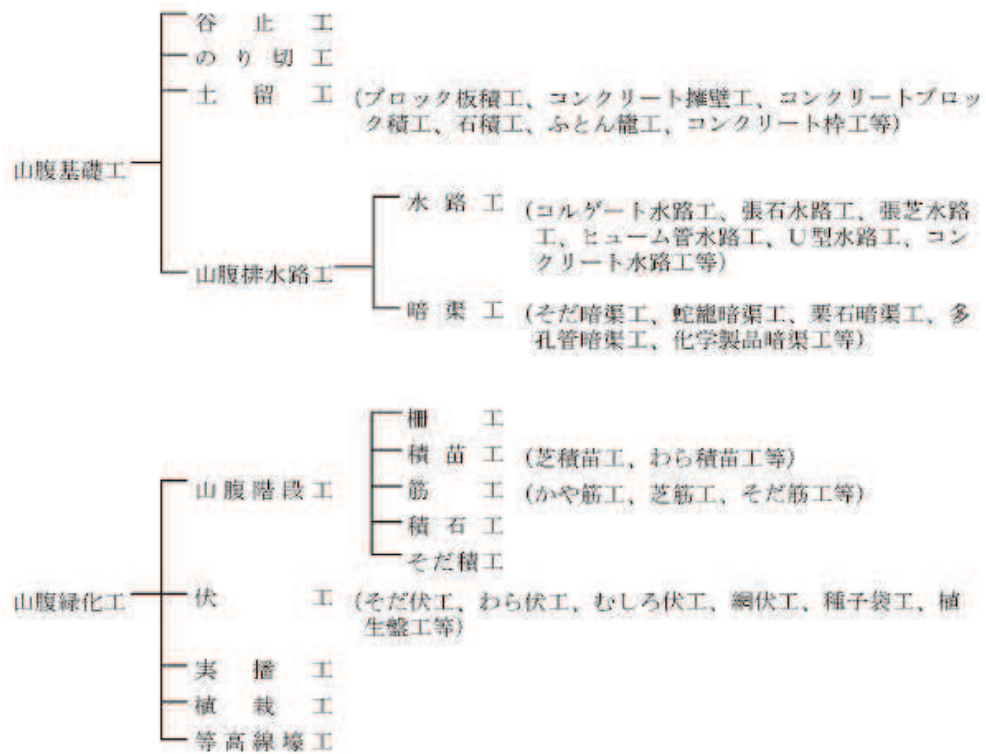 谷止工
のり切工
土留工 (ブロック板積工、コンクリート擁壁工、コンクリートブロッ
ク積工、石積工、ふとん籠工、コンクリート枠工等)
山腹基礎工
水路工 (コルゲート水路工、張石水路工、張芝水路
工、ヒューム管水路工、U型水路工、コン
クリート水路工等)
山腹排水路工
暗渠工 (そだ暗渠工、蛇籠暗渠工、栗石暗渠工、多
孔管暗渠工、化学製品暗渠工等)
柵工
積苗工 (芝積苗工、わら積苗工等)
山腹階段工
筋工 (かや筋工、芝筋工、そだ筋工等)
積石工
そだ積工
山腹緑化工
伏工 (そだ伏工、わら伏工、むしろ伏工、網伏工、種子袋工、植
生盤工等)
実播工
植栽工
等高線壕工